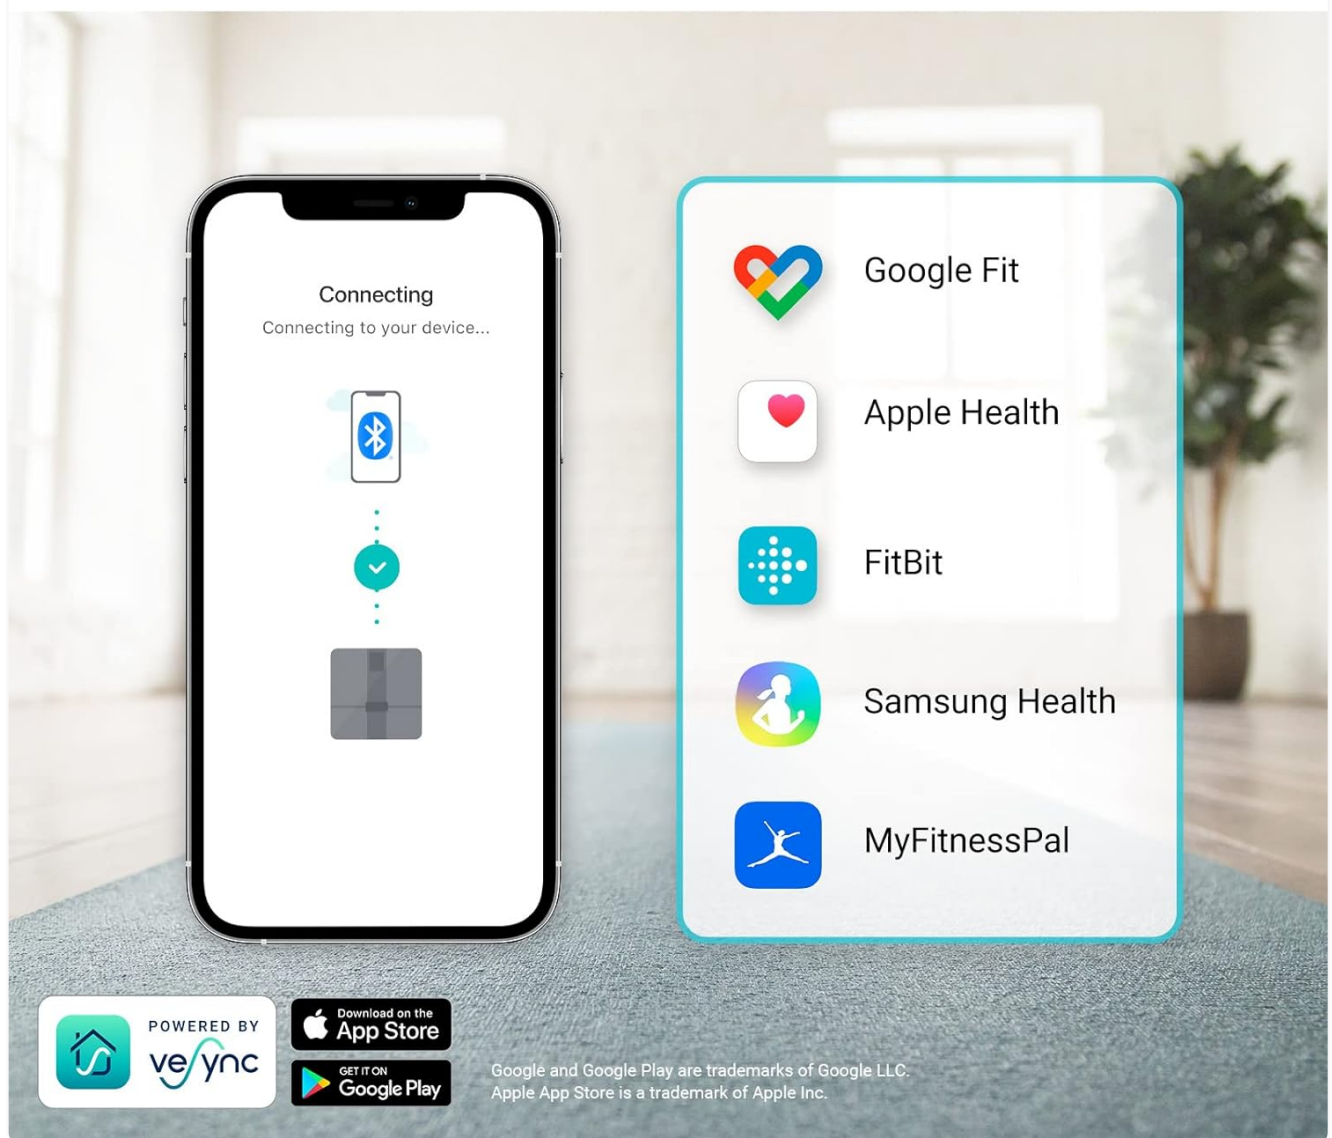 Connecting
Connecting to your device...
Google Fit
Apple Health
FitBit
Samsung Health
MyFitnessPal
POWERED BY
vesync
Download on the
App Store
GET IT ON
Google Play
Google and Google Play are trademarks of Google LLC.
Apple App Store is a trademark of Apple Inc.